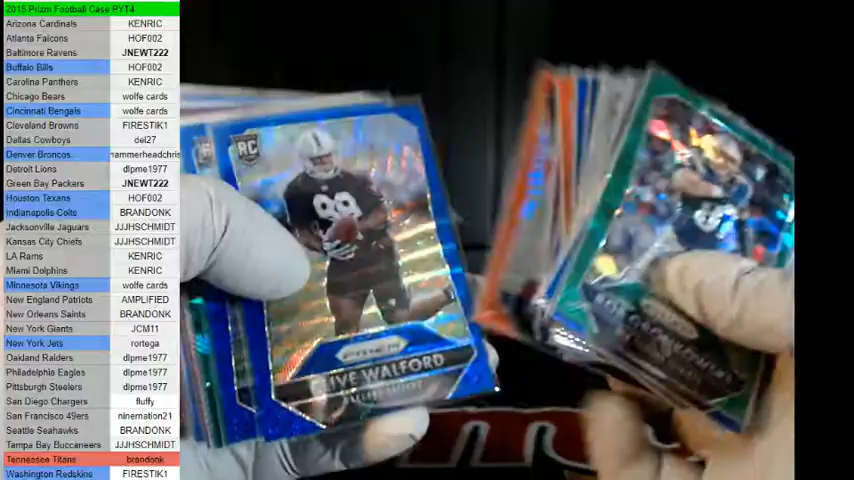 2015 Prizm Football Case PYT4
Arizona Cardinals KENRIC
Atlanta Falcons HOF002
Baltimore Ravens JNEWT222
Buffalo Bills HOF002
Carolina Panthers KENRIC
Chicago Bears wolfe cards
Cincinnati Bengals wolfe cards
Cleveland Browns FIRESTIK1
Dallas Cowboys del27
Denver Broncos hammerheadchris
Detroit Lions dlpme1977
Green Bay Packers JNEWT222
Houston Texans HOF002
Indianapolis Colts BRANDONK
Jacksonville Jaguars JJJHSCHMIDT
Kansas City Chiefs JJJHSCHMIDT
LA Rams KENRIC
Miami Dolphins KENRIC
Minnesota Vikings wolfe cards
New England Patriots AMPLIFIED
New Orleans Saints BRANDONK
New York Giants JCM11
New York Jets rortega
Oakland Raiders dlpme1977
Philadelphia Eagles dlpme1977
Pittsburgh Steelers dlpme1977
San Diego Chargers fluffy
San Francisco 49ers ninernation21
Seattle Seahawks BRANDONK
Tampa Bay Buccaneers JJJHSCHMIDT
Tennessee Titans brandonk
Washington Redskins FIRESTIK1
RC
88
PRIZM
CLIVE WALFORD